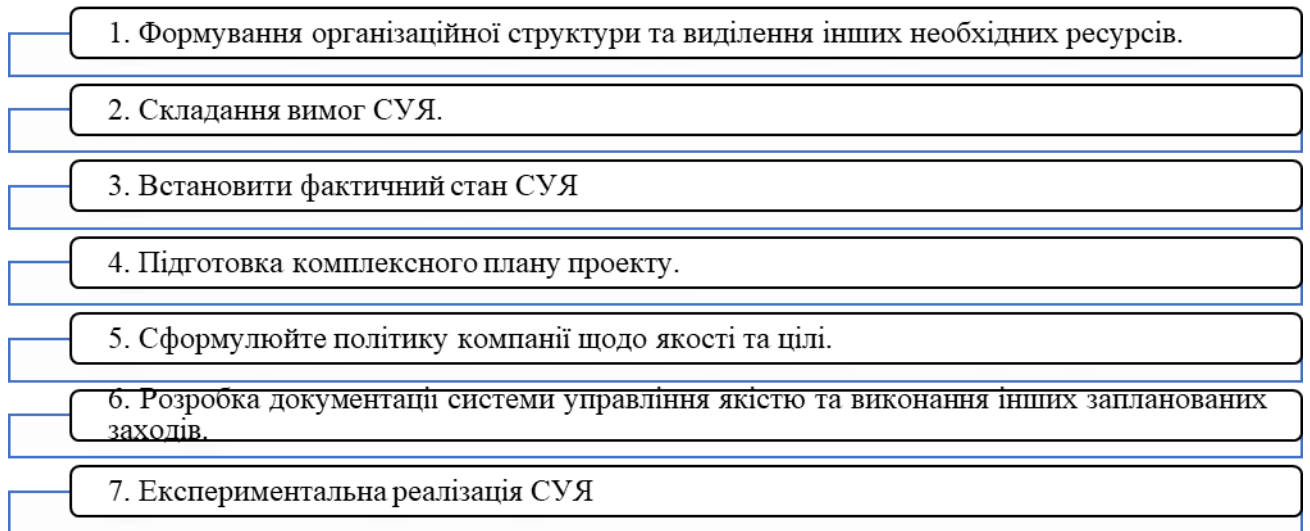 1. Формування організаційної структури та виділення інших необхідних ресурсів.
2. Складання вимог СУЯ.
3. Встановити фактичний стан СУЯ
4. Підготовка комплексного плану проекту.
5. Сформулюйте політику компанії щодо якості та цілі.
6. Розробка документації системи управління якістю та виконання інших запланованих
заходів.
7. Експериментальна реалізація СУЯ